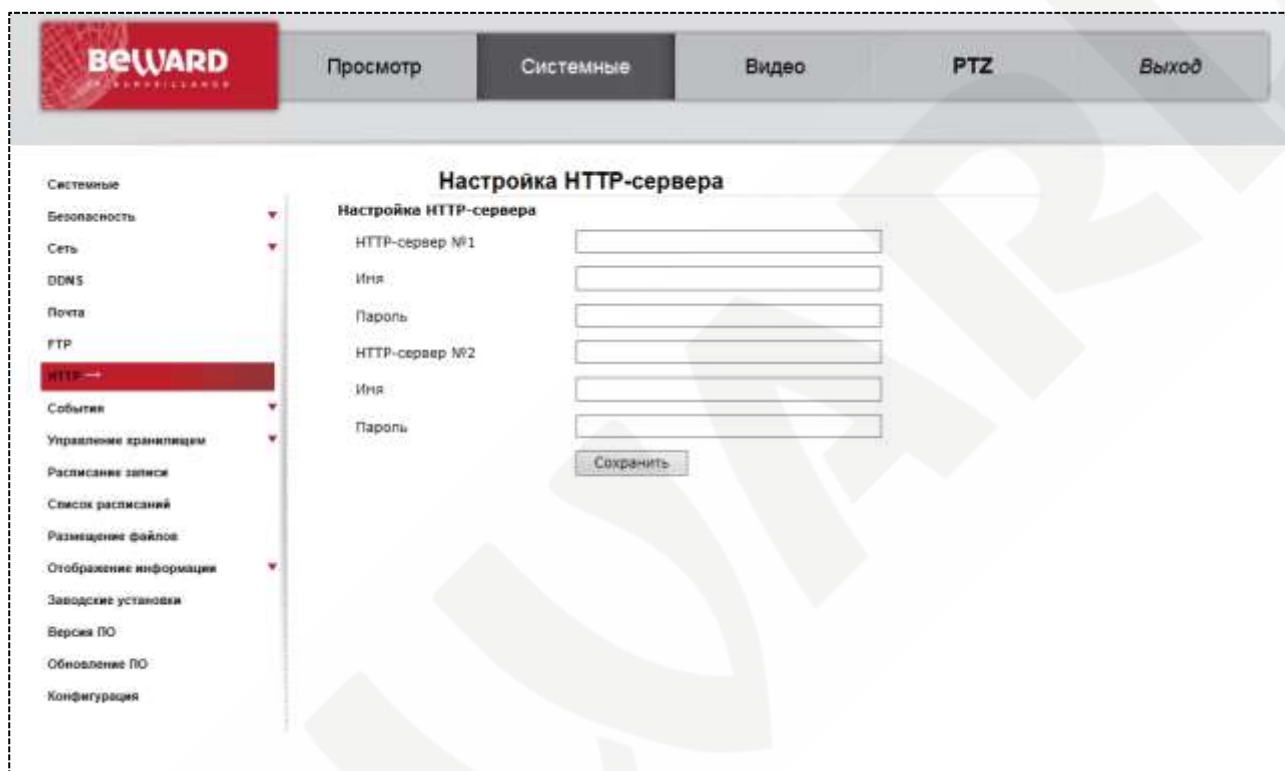 BEWARD
Просмотр
Системные
Видео
PTZ
Выход
Системные
Безопасность
Сеть
DDNS
Почта
FTP
HTTP →
События
Управление хранилищем
Расписание записи
Список расписаний
Размещение файлов
Отображение информации
Заводские установки
Версия ПО
Обновление ПО
Конфигурация
Настройка HTTP-сервера
Настройка HTTP-сервера
HTTP-сервер №1
Имя
Пароль
HTTP-сервер №2
Имя
Пароль
Сохранить